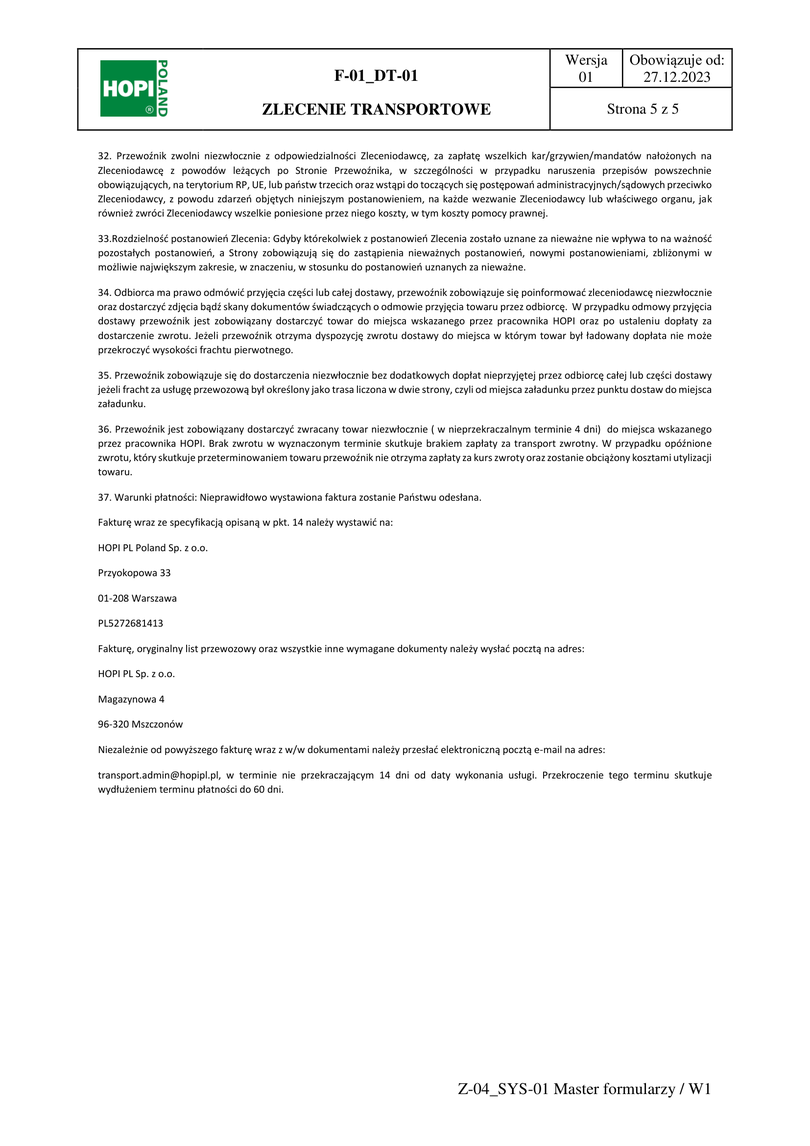 HOPI
POLAND
®
F-01_DT-01
ZLECENIE TRANSPORTOWE
Wersja
01
Obowiązuje od:
27.12.2023
Strona 5 z 5
32. Przewoźnik zwolni niezwłocznie z odpowiedzialności Zleceniodawcę, za zapłatę wszelkich kar/grzywien/mandatów nałożonych na
Zleceniodawcę z powodów leżących po Stronie Przewoźnika, w szczególności w przypadku naruszenia przepisów powszechnie
obowiązujących, na terytorium RP, UE, lub państw trzecich oraz wstąpi do toczących się postępowań administracyjnych/sądowych przeciwko
Zleceniodawcy, z powodu zdarzeń objętych niniejszym postanowieniem, na każde wezwanie Zleceniodawcy lub właściwego organu, jak
również zwróci Zleceniodawcy wszelkie poniesione przez niego koszty, w tym koszty pomocy prawnej.
33.Rozdzielność postanowień Zlecenia: Gdyby którekolwiek z postanowień Zlecenia zostało uznane za nieważne nie wpływa to na ważność
pozostałych postanowień, a Strony zobowiązują się do zastąpienia nieważnych postanowień, nowymi postanowieniami, zbliżonymi w
możliwie największym zakresie, w znaczeniu, w stosunku do postanowień uznanych za nieważne.
34. Odbiorca ma prawo odmówić przyjęcia części lub całej dostawy, przewoźnik zobowiązuje się poinformować zleceniodawcę niezwłocznie
oraz dostarczyć zdjęcia bądź skany dokumentów świadczących o odmowie przyjęcia towaru przez odbiorcę. W przypadku odmowy przyjęcia
dostawy przewoźnik jest zobowiązany dostarczyć towar do miejsca wskazanego przez pracownika HOPI oraz po ustaleniu dopłaty za
dostarczenie zwrotu. Jeżeli przewoźnik otrzyma dyspozycję zwrotu dostawy do miejsca w którym towar był ładowany dopłata nie może
przekroczyć wysokości frachtu pierwotnego.
35. Przewoźnik zobowiązuje się do dostarczenia niezwłocznie bez dodatkowych dopłat nieprzyjętej przez odbiorcę całej lub części dostawy
jeżeli fracht za usługę przewozową był określony jako trasa liczona w dwie strony, czyli od miejsca załadunku przez punktu dostaw do miejsca
załadunku.
36. Przewoźnik jest zobowiązany dostarczyć zwracany towar niezwłocznie ( w nieprzekraczalnym terminie 4 dni) do miejsca wskazanego
przez pracownika HOPI. Brak zwrotu w wyznaczonym terminie skutkuje brakiem zapłaty za transport zwrotny. W przypadku opóźnione
zwrotu, który skutkuje przeterminowaniem towaru przewoźnik nie otrzyma zapłaty za kurs zwroty oraz zostanie obciążony kosztami utylizacji
towaru.
37. Warunki płatności: Nieprawidłowo wystawiona faktura zostanie Państwu odesłana.
Fakturę wraz ze specyfikacją opisaną w pkt. 14 należy wystawić na:
HOPI PL Poland Sp. z o.o.
Przyokopowa 33
01-208 Warszawa
PL5272681413
Fakturę, oryginalny list przewozowy oraz wszystkie inne wymagane dokumenty należy wysłać pocztą na adres:
HOPI PL Sp. z o.o.
Magazynowa 4
96-320 Mszczonów
Niezależnie od powyższego fakturę wraz z w/w dokumentami należy przesłać elektroniczną pocztą e-mail na adres:
transport.admin@hopipl.pl, w terminie nie przekraczającym 14 dni od daty wykonania usługi. Przekroczenie tego terminu skutkuje
wydłużeniem terminu płatności do 60 dni.
Z-04_SYS-01 Master formularzy / W1